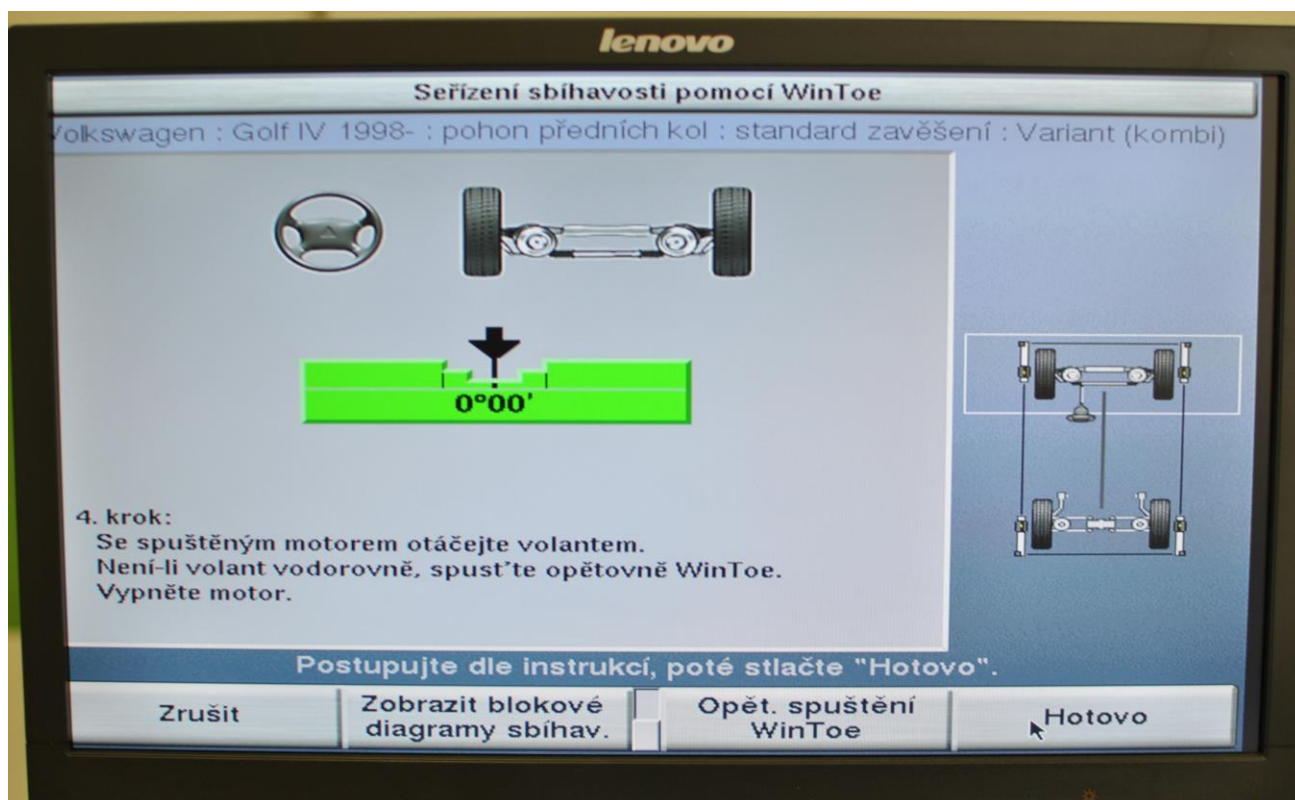 lenovo
Seřízení sbíhavosti pomocí WinToe
Volkswagen : Golf IV 1998- : pohon předních kol : standard zavěšení : Variant (kombi)
0°00'
4. krok:
Se spuštěným motorem otáčejte volantem.
Není-li volant vodorovně, spusťte opětovně WinToe.
Vypněte motor.
Postupujte dle instrukcí, poté stlačte "Hotovo".
Zrušit
Zobrazit blokové
diagramy sbíhav.
Opět. spuštění
WinToe
Hotovo